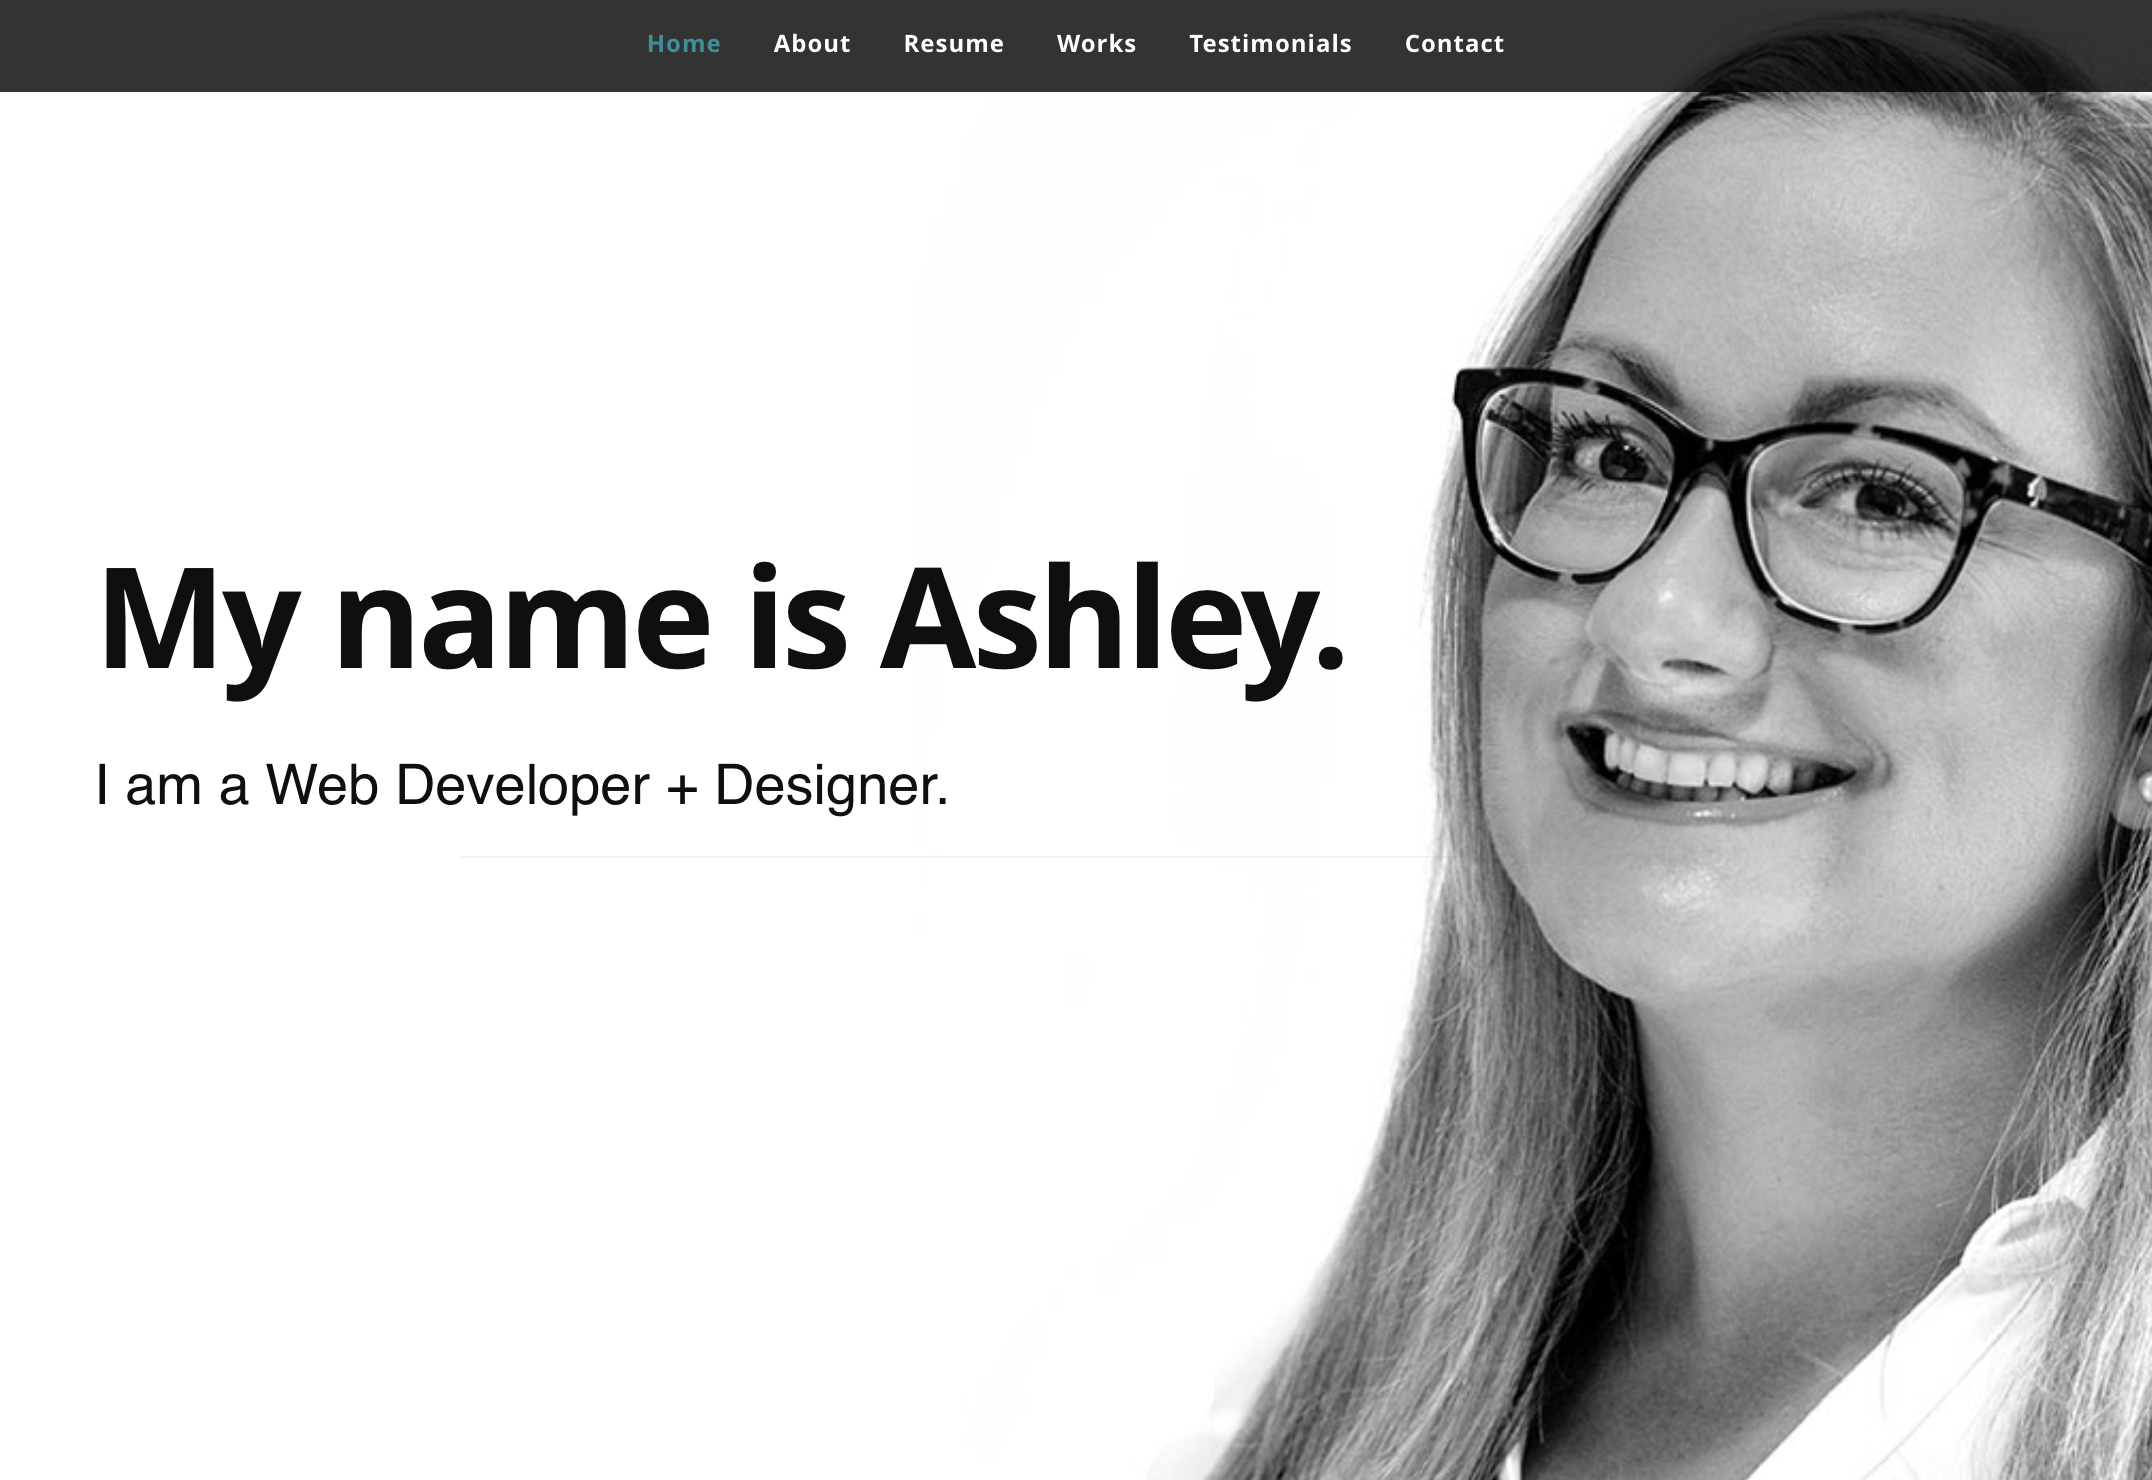 Home About Resume Works Testimonials Contact
My name is Ashley.
I am a Web Developer + Designer.